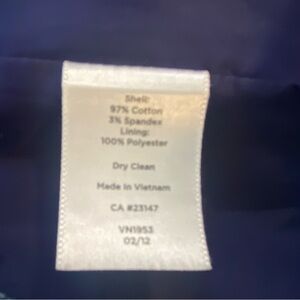 Shell:
97% Cotton
3% Spandex
Lining:
100% Polyester
Dry Clean
Made in Vietnam
CA #23147
VN1953
02/12